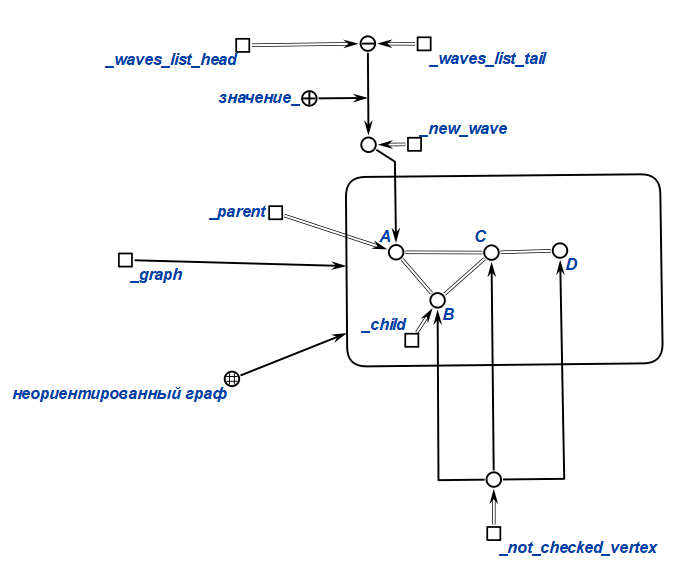 _waves_list_head
_waves_list_tail
значение_
_new_wave
_parent
A
C
D
_graph
B
_child
неориентированный граф
_not_checked_vertex